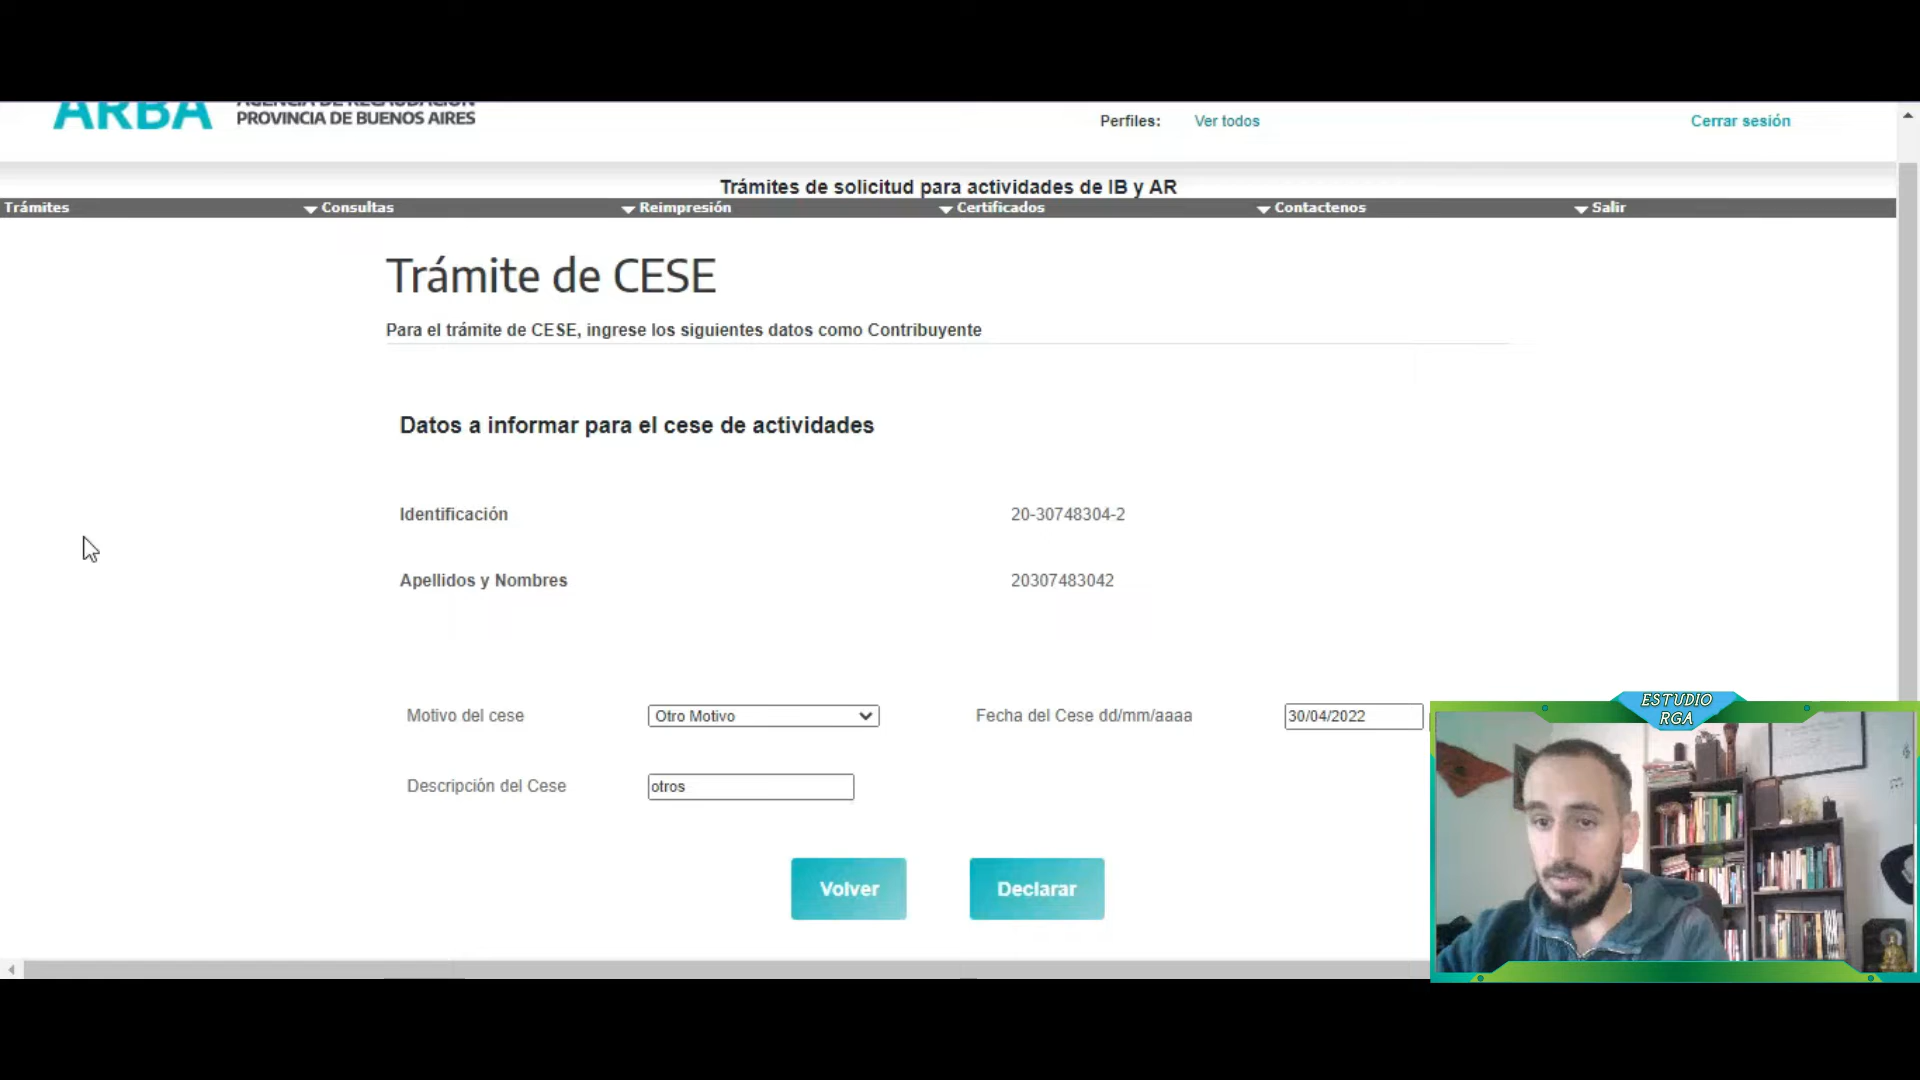 ARBA
AGENCIA DE RECAUDACIÓN
PROVINCIA DE BUENOS AIRES
Perfiles: Ver todos
Cerrar sesión
Trámites de solicitud para actividades de IB y AR
Trámites Consultas Reimpresión Certificados Contactenos Salir
Trámite de CESE
Para el trámite de CESE, ingrese los siguientes datos como Contribuyente
Datos a informar para el cese de actividades
Identificación 20-30748304-2
Apellidos y Nombres 20307483042
Motivo del cese Otro Motivo Fecha del Cese dd/mm/aaaa 30/04/2022
Descripción del Cese otros
Volver Declarar
ESTUDIO
RGA